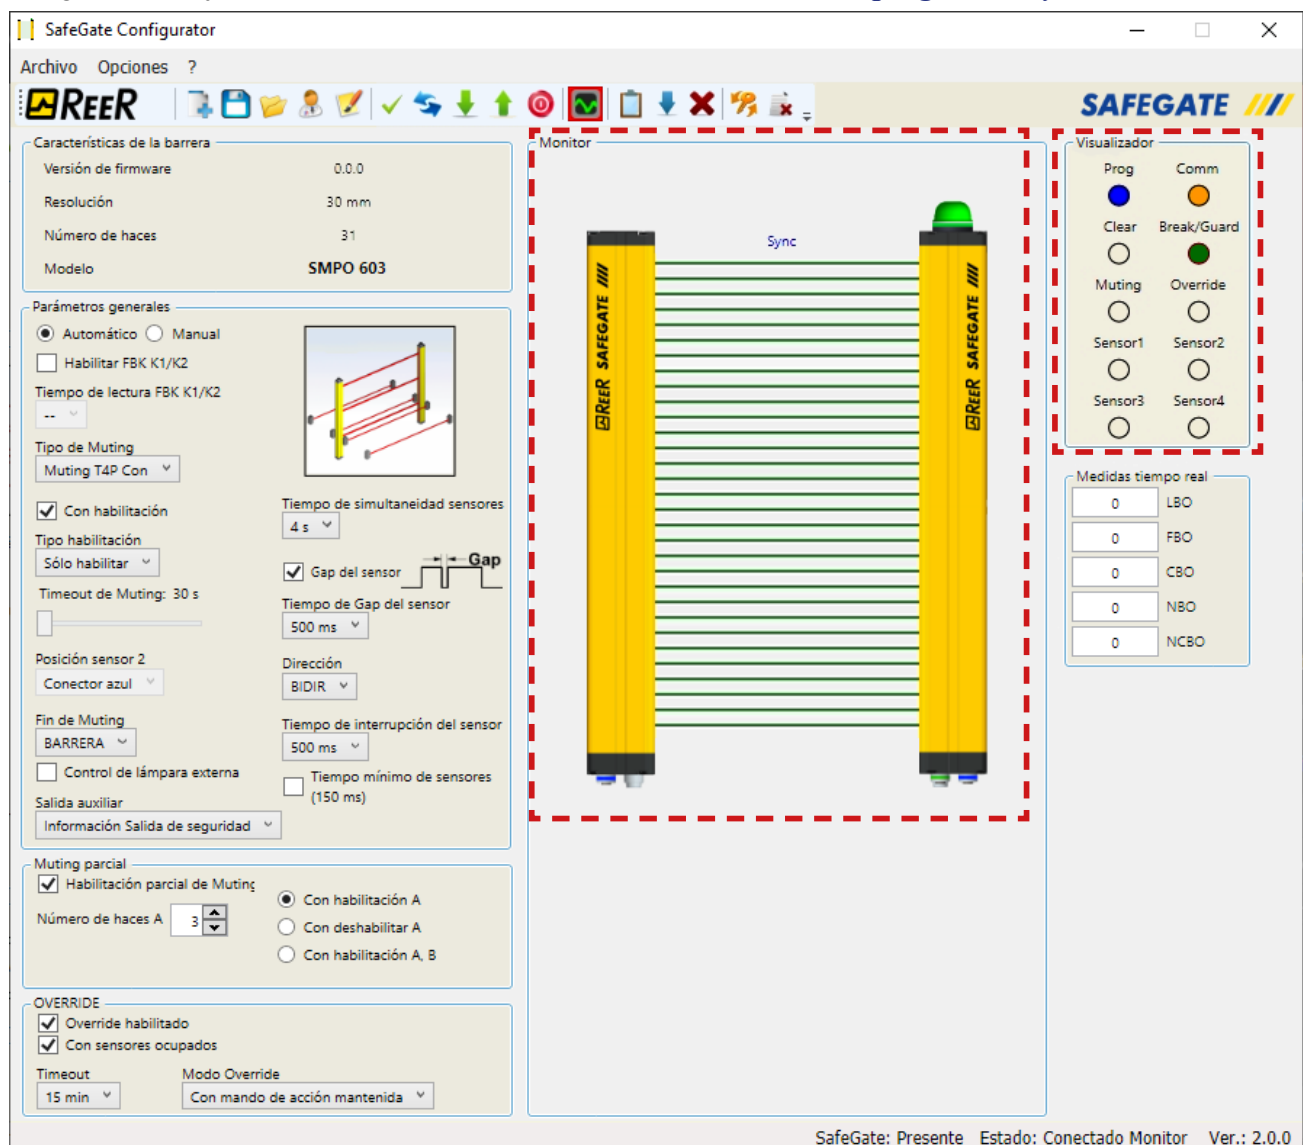 SafeGate Configurator
Archivo Opciones ?
REER
SAFEGATE
Características de la barrera
Versión de firmware 0.0.0
Resolución 30 mm
Número de haces 31
Modelo SMPO 603
Parámetros generales
Automático Manual
Habilitar FBK K1/K2
Tiempo de lectura FBK K1/K2
--
Tipo de Muting
Muting T4P Con
Con habilitación
Tipo habilitación
Sólo habilitar
Timeout de Muting: 30 s
Posición sensor 2
Conector azul
Fin de Muting
BARRERA
Control de lámpara externa
Salida auxiliar
Información Salida de seguridad
Tiempo de simultaneidad sensores
4 s
Gap del sensor
Gap
Tiempo de Gap del sensor
500 ms
Dirección
BIDIR
Tiempo de interrupción del sensor
500 ms
Tiempo mínimo de sensores
(150 ms)
Muting parcial
Habilitación parcial de Muting
Número de haces A 3
Con habilitación A
Con deshabilitar A
Con habilitación A, B
OVERRIDE
Override habilitado
Con sensores ocupados
Timeout
15 min
Modo Override
Con mando de acción mantenida
Monitor
Sync
REER SAFEGATE
REER SAFEGATE
Visualizador
Prog Comm
Clear Break/Guard
Muting Override
Sensor1 Sensor2
Sensor3 Sensor4
Medidas tiempo real
0 LBO
0 FBO
0 CBO
0 NBO
0 NCBO
SafeGate: Presente Estado: Conectado Monitor Ver.: 2.0.0